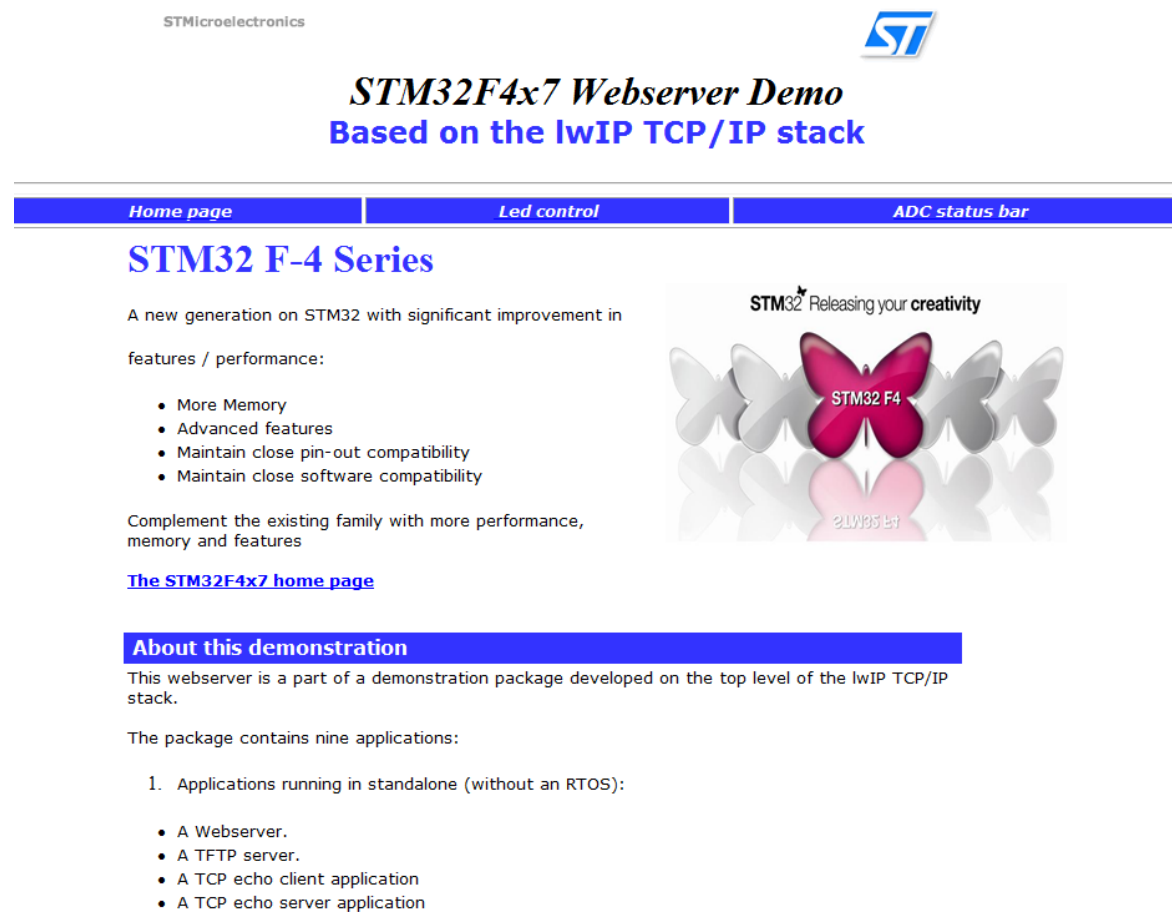 STMicroelectronics
ST
STM32F4x7 Webserver Demo
Based on the lwIP TCP/IP stack
Home page Led control ADC status bar
STM32 F-4 Series
A new generation on STM32 with significant improvement in
features / performance:
• More Memory
• Advanced features
• Maintain close pin-out compatibility
• Maintain close software compatibility
Complement the existing family with more performance,
memory and features
The STM32F4x7 home page
STM32 Releasing your creativity
STM32 F4
STM32 F4
About this demonstration
This webserver is a part of a demonstration package developed on the top level of the lwIP TCP/IP
stack.
The package contains nine applications:
1. Applications running in standalone (without an RTOS):
• A Webserver.
• A TFTP server.
• A TCP echo client application
• A TCP echo server application